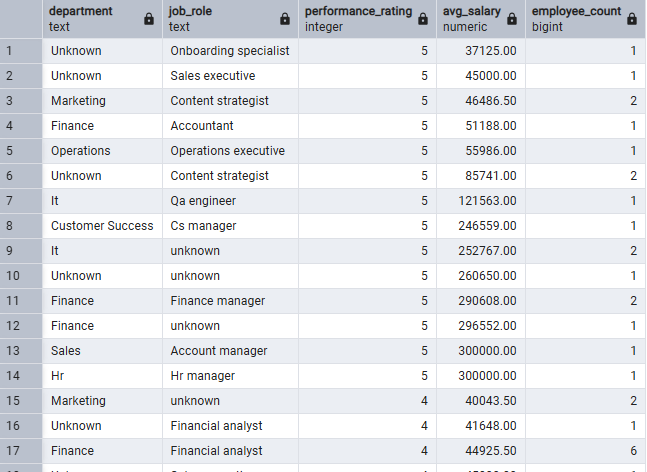 department job_role performance_rating avg_salary employee_count
text text integer numeric bigint
1 Unknown Onboarding specialist 5 37125.00 1
2 Unknown Sales executive 5 45000.00 1
3 Marketing Content strategist 5 46486.50 2
4 Finance Accountant 5 51188.00 1
5 Operations Operations executive 5 55986.00 1
6 Unknown Content strategist 5 85741.00 2
7 It Qa engineer 5 121563.00 1
8 Customer Success Cs manager 5 246559.00 1
9 It unknown 5 252767.00 2
10 Unknown unknown 5 260650.00 1
11 Finance Finance manager 5 290608.00 2
12 Finance unknown 5 296552.00 1
13 Sales Account manager 5 300000.00 1
14 Hr Hr manager 5 300000.00 1
15 Marketing unknown 4 40043.50 2
16 Unknown Financial analyst 4 41648.00 1
17 Finance Financial analyst 4 44925.50 6